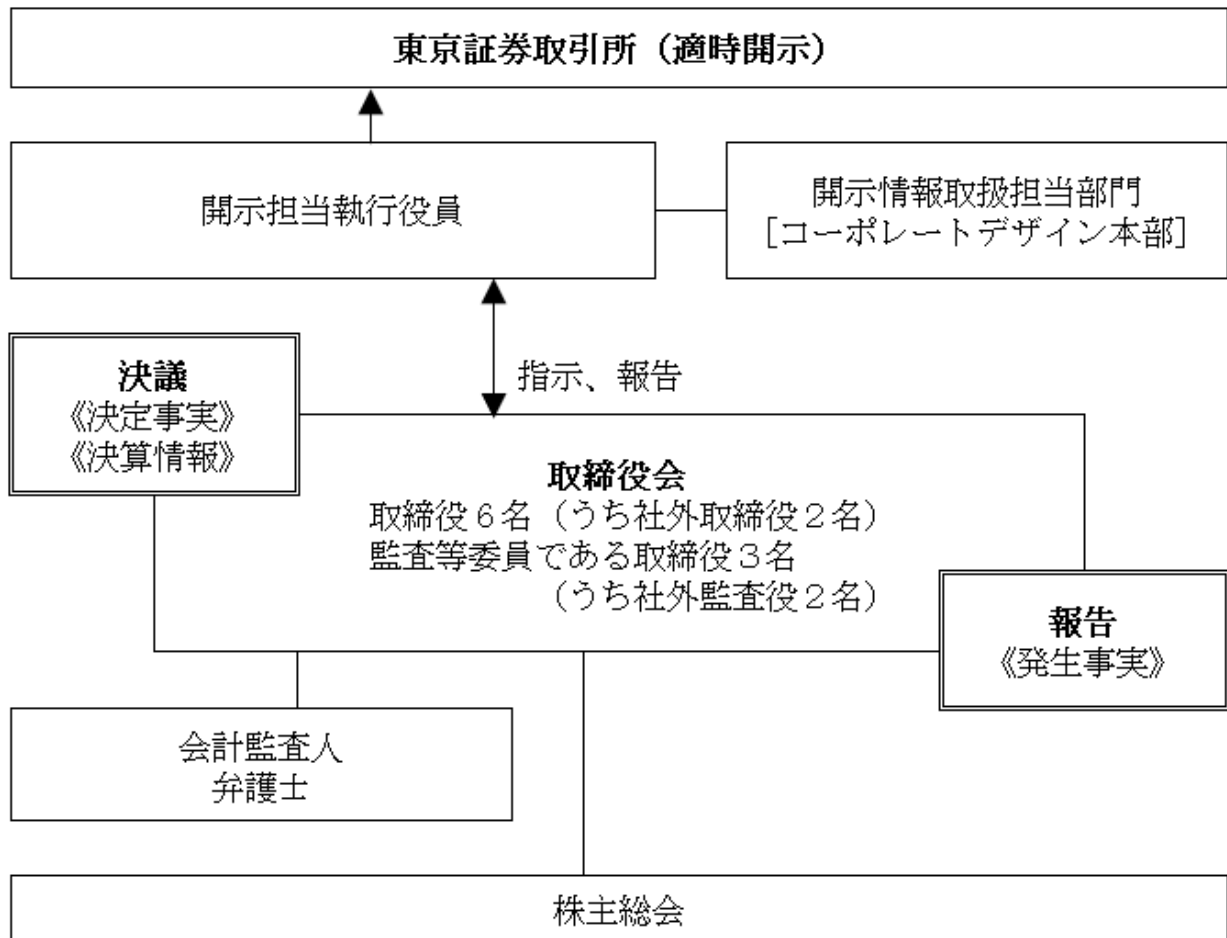 東京証券取引所（適時開示）
開示担当執行役員
開示情報取扱担当部門
［コーポレートデザイン本部］
指示、報告
決議
《決定事実》
《決算情報》
取締役会
取締役６名（うち社外取締役２名）
監査等委員である取締役３名
（うち社外監査役２名）
報告
《発生事実》
会計監査人
弁護士
株主総会